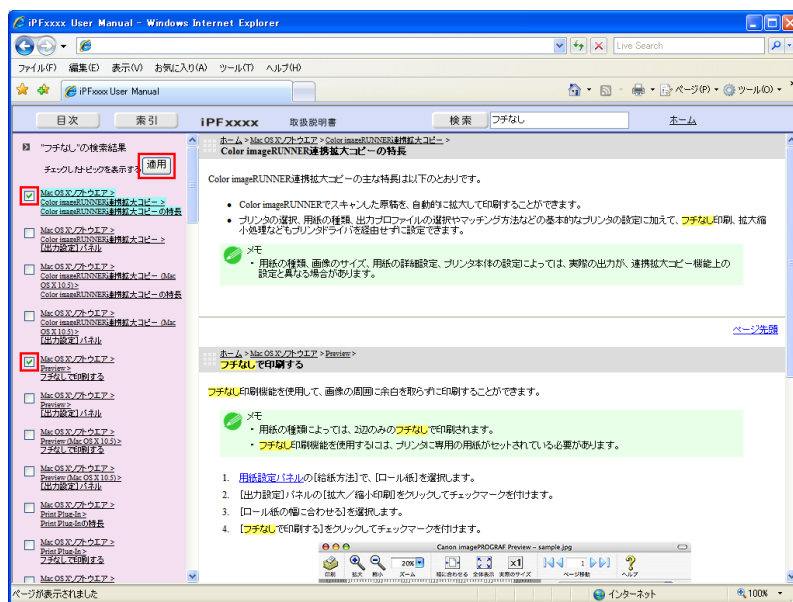 iPFxxxx User Manual - Windows Internet Explorer
Live Search
ファイル(F) 編集(E) 表示(V) お気に入り(A) ツール(T) ヘルプ(H)
iPFxxxx User Manual
ページ(P) ツール(O)
目次 索引 iPFxxxx 取扱説明書 検索 フチなし ホーム
"フチなし"の検索結果
チェックしたトピックを表示する 適用
Mac OS Xソフトウエア >
Color imageRUNNER連携拡大コピー >
Color imageRUNNER連携拡大コピーの特長
Mac OS Xソフトウエア >
Color imageRUNNER連携拡大コピー >
[出力設定]パネル
Mac OS Xソフトウエア >
Color imageRUNNER連携拡大コピー (Mac
OS X 10.5) >
Color imageRUNNER連携拡大コピーの特長
Mac OS Xソフトウエア >
Color imageRUNNER連携拡大コピー (Mac
OS X 10.5) >
[出力設定]パネル
Mac OS Xソフトウエア >
Preview >
フチなしで印刷する
Mac OS Xソフトウエア >
Preview >
[出力設定]パネル
Mac OS Xソフトウエア >
Preview (Mac OS X 10.5) >
フチなしで印刷する
Mac OS Xソフトウエア >
Preview (Mac OS X 10.5) >
[出力設定]パネル
Mac OS Xソフトウエア >
Print Plug-In >
Print Plug-Inの特長
Mac OS Xソフトウエア >
Print Plug-In >
フチなしで印刷する
Mac OS Xソフトウエア >
ホーム > Mac OS Xソフトウエア > Color imageRUNNER連携拡大コピー >
Color imageRUNNER連携拡大コピーの特長
Color imageRUNNER連携拡大コピーの主な特長は以下のとおりです。
• Color imageRUNNERでスキャンした原稿を、自動的に拡大して印刷することができます。
• プリンタの選択、用紙の種類、出力プロファイルの選択やマッチング方法などの基本的なプリンタの設定に加えて、フチなし印刷、拡大縮
小処理などもプリンタドライバを経由せずに設定できます。
メモ
・ 用紙の種類、画像のサイズ、用紙の詳細設定、プリンタ本体の設定によっては、実際の出力が、連携拡大コピー機能上の
設定と異なる場合があります。
ページ先頭
ホーム > Mac OS Xソフトウエア > Preview >
フチなしで印刷する
フチなし印刷機能を使用して、画像の周囲に余白を取らずに印刷することができます。
メモ
・ 用紙の種類によっては、2辺のみのフチなしで印刷されます。
・ フチなし印刷機能を使用するには、プリンタに専用の用紙がセットされている必要があります。
1. 用紙設定パネルの[給紙方法]で、[ロール紙]を選択します。
2. [出力設定]パネルの[拡大／縮小印刷]をクリックしてチェックマークを付けます。
3. [ロール紙の幅に合わせる]を選択します。
4. [フチなしで印刷する]をクリックしてチェックマークを付けます。
Canon imagePROGRAF Preview - sample.jpg
20% x1 1
印刷 拡大 縮小 ズーム 幅に合わせる 全体表示 実際のサイズ ページ移動 ヘルプ
ページが表示されました インターネット 100%